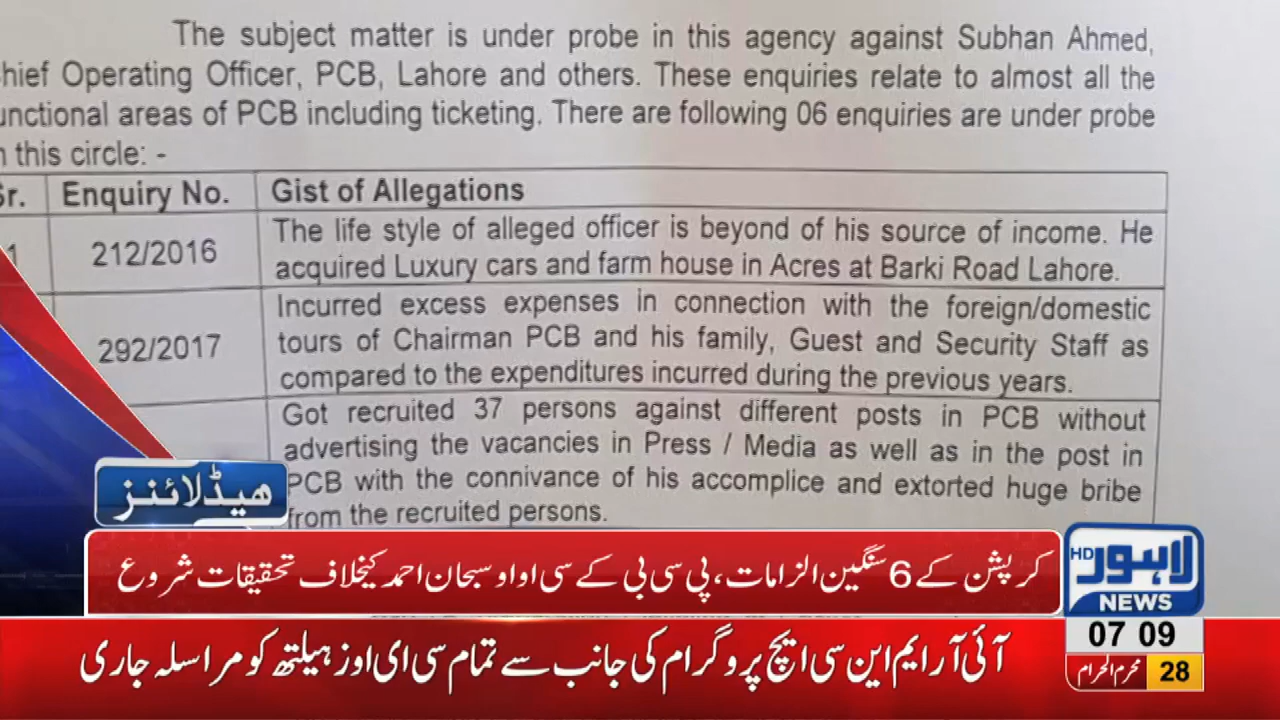 The subject matter is under probe in this agency against Subhan Ahmed,
hief Operating Officer, PCB, Lahore and others. These enquiries relate to almost all the
unctional areas of PCB including ticketing. There are following 06 enquiries are under probe
n this circle: -
Sr. Enquiry No. Gist of Allegations
1 212/2016 The life style of alleged officer is beyond of his source of income. He
acquired Luxury cars and farm house in Acres at Barki Road Lahore.
292/2017 Incurred excess expenses in connection with the foreign/domestic
tours of Chairman PCB and his family, Guest and Security Staff as
compared to the expenditures incurred during the previous years.
Got recruited 37 persons against different posts in PCB without
advertising the vacancies in Press / Media as well as in the post in
PCB with the connivance of his accomplice and extorted huge bribe
from the recruited persons.
ہیڈلائنز
کرپشن کے 6 سنگین الزامات، پی سی بی کے سی او او سبحان احمد کیخلاف تحقیقات شروع
HD لاہور
NEWS
07 09
آئی آر ایم این سی ایچ پروگرام کی جانب سے تمام سی ای اوز ہیلتھ کو مراسلہ جاری
28 محرم الحرام